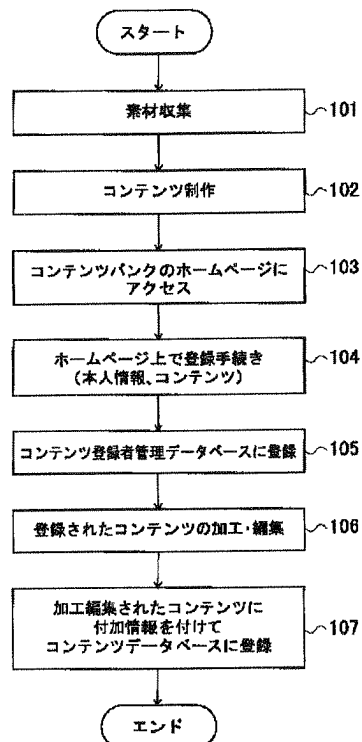 スタート
素材収集
101
コンテンツ制作
102
コンテンツバンクのホームページに
アクセス
103
ホームページ上で登録手続き
(本人情報、コンテンツ)
104
コンテンツ登録者管理データベースに登録
105
登録されたコンテンツの加工・編集
106
加工編集されたコンテンツに
付加情報を付けて
コンテンツデータベースに登録
107
エンド